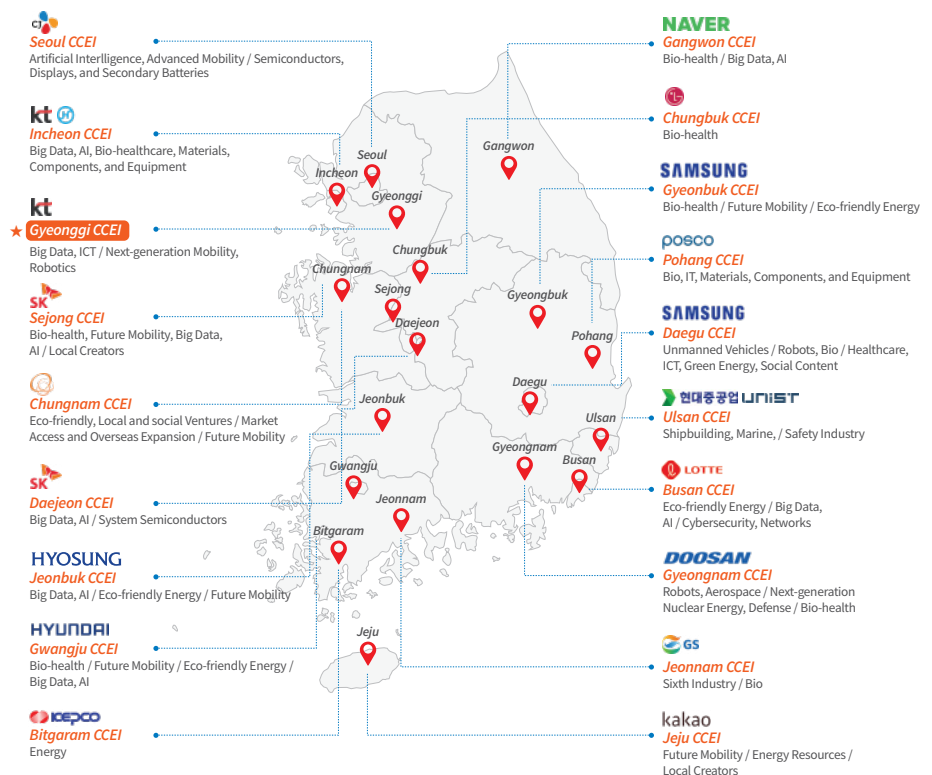 CJ
Seoul CCEI
Artificial Interlligence, Advanced Mobility / Semiconductors,
Displays, and Secondary Batteries
kt H
Incheon CCEI
Big Data, AI, Bio-healthcare, Materials,
Components, and Equipment
kt
★ Gyeonggi CCEI
Big Data, ICT / Next-generation Mobility,
Robotics
SK
Sejong CCEI
Bio-health, Future Mobility, Big Data,
AI / Local Creators
Chungnam CCEI
Eco-friendly, Local and social Ventures / Market
Access and Overseas Expansion / Future Mobility
SK
Daejeon CCEI
Big Data, AI / System Semiconductors
HYOSUNG
Jeonbuk CCEI
Big Data, AI / Eco-friendly Energy / Future Mobility
HYUNDAI
Gwangju CCEI
Bio-health / Future Mobility / Eco-friendly Energy /
Big Data, AI
KEPCO
Bitgaram CCEI
Energy
Seoul
Incheon
Gyeonggi
Gangwon
Chungbuk
Chungnam
Sejong
Daejeon
Gyeongbuk
Pohang
Daegu
Jeonbuk
Ulsan
Gyeongnam
Busan
Gwangju
Jeonnam
Bitgaram
Jeju
NAVER
Gangwon CCEI
Bio-health / Big Data, AI
LG
Chungbuk CCEI
Bio-health
SAMSUNG
Gyeonbuk CCEI
Bio-health / Future Mobility / Eco-friendly Energy
posco
Pohang CCEI
Bio, IT, Materials, Components, and Equipment
SAMSUNG
Daegu CCEI
Unmanned Vehicles / Robots, Bio / Healthcare,
ICT, Green Energy, Social Content
현대중공업 UNIST
Ulsan CCEI
Shipbuilding, Marine, / Safety Industry
LOTTE
Busan CCEI
Eco-friendly Energy / Big Data,
AI / Cybersecurity, Networks
DOOSAN
Gyeongnam CCEI
Robots, Aerospace / Next-generation
Nuclear Energy, Defense / Bio-health
GS
Jeonnam CCEI
Sixth Industry / Bio
kakao
Jeju CCEI
Future Mobility / Energy Resources /
Local Creators